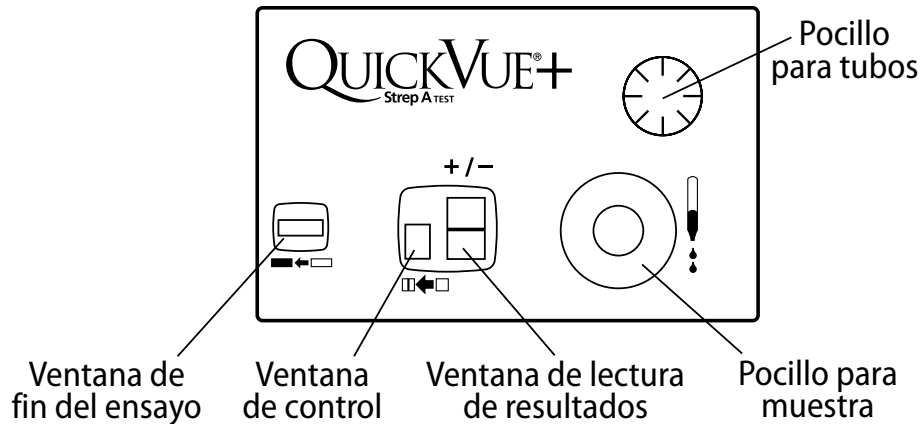 QUICKVUE®+
Strep A TEST
Pocillo
para tubos
+ / −
Ventana de
fin del ensayo
Ventana
de control
Ventana de lectura
de resultados
Pocillo para
muestra